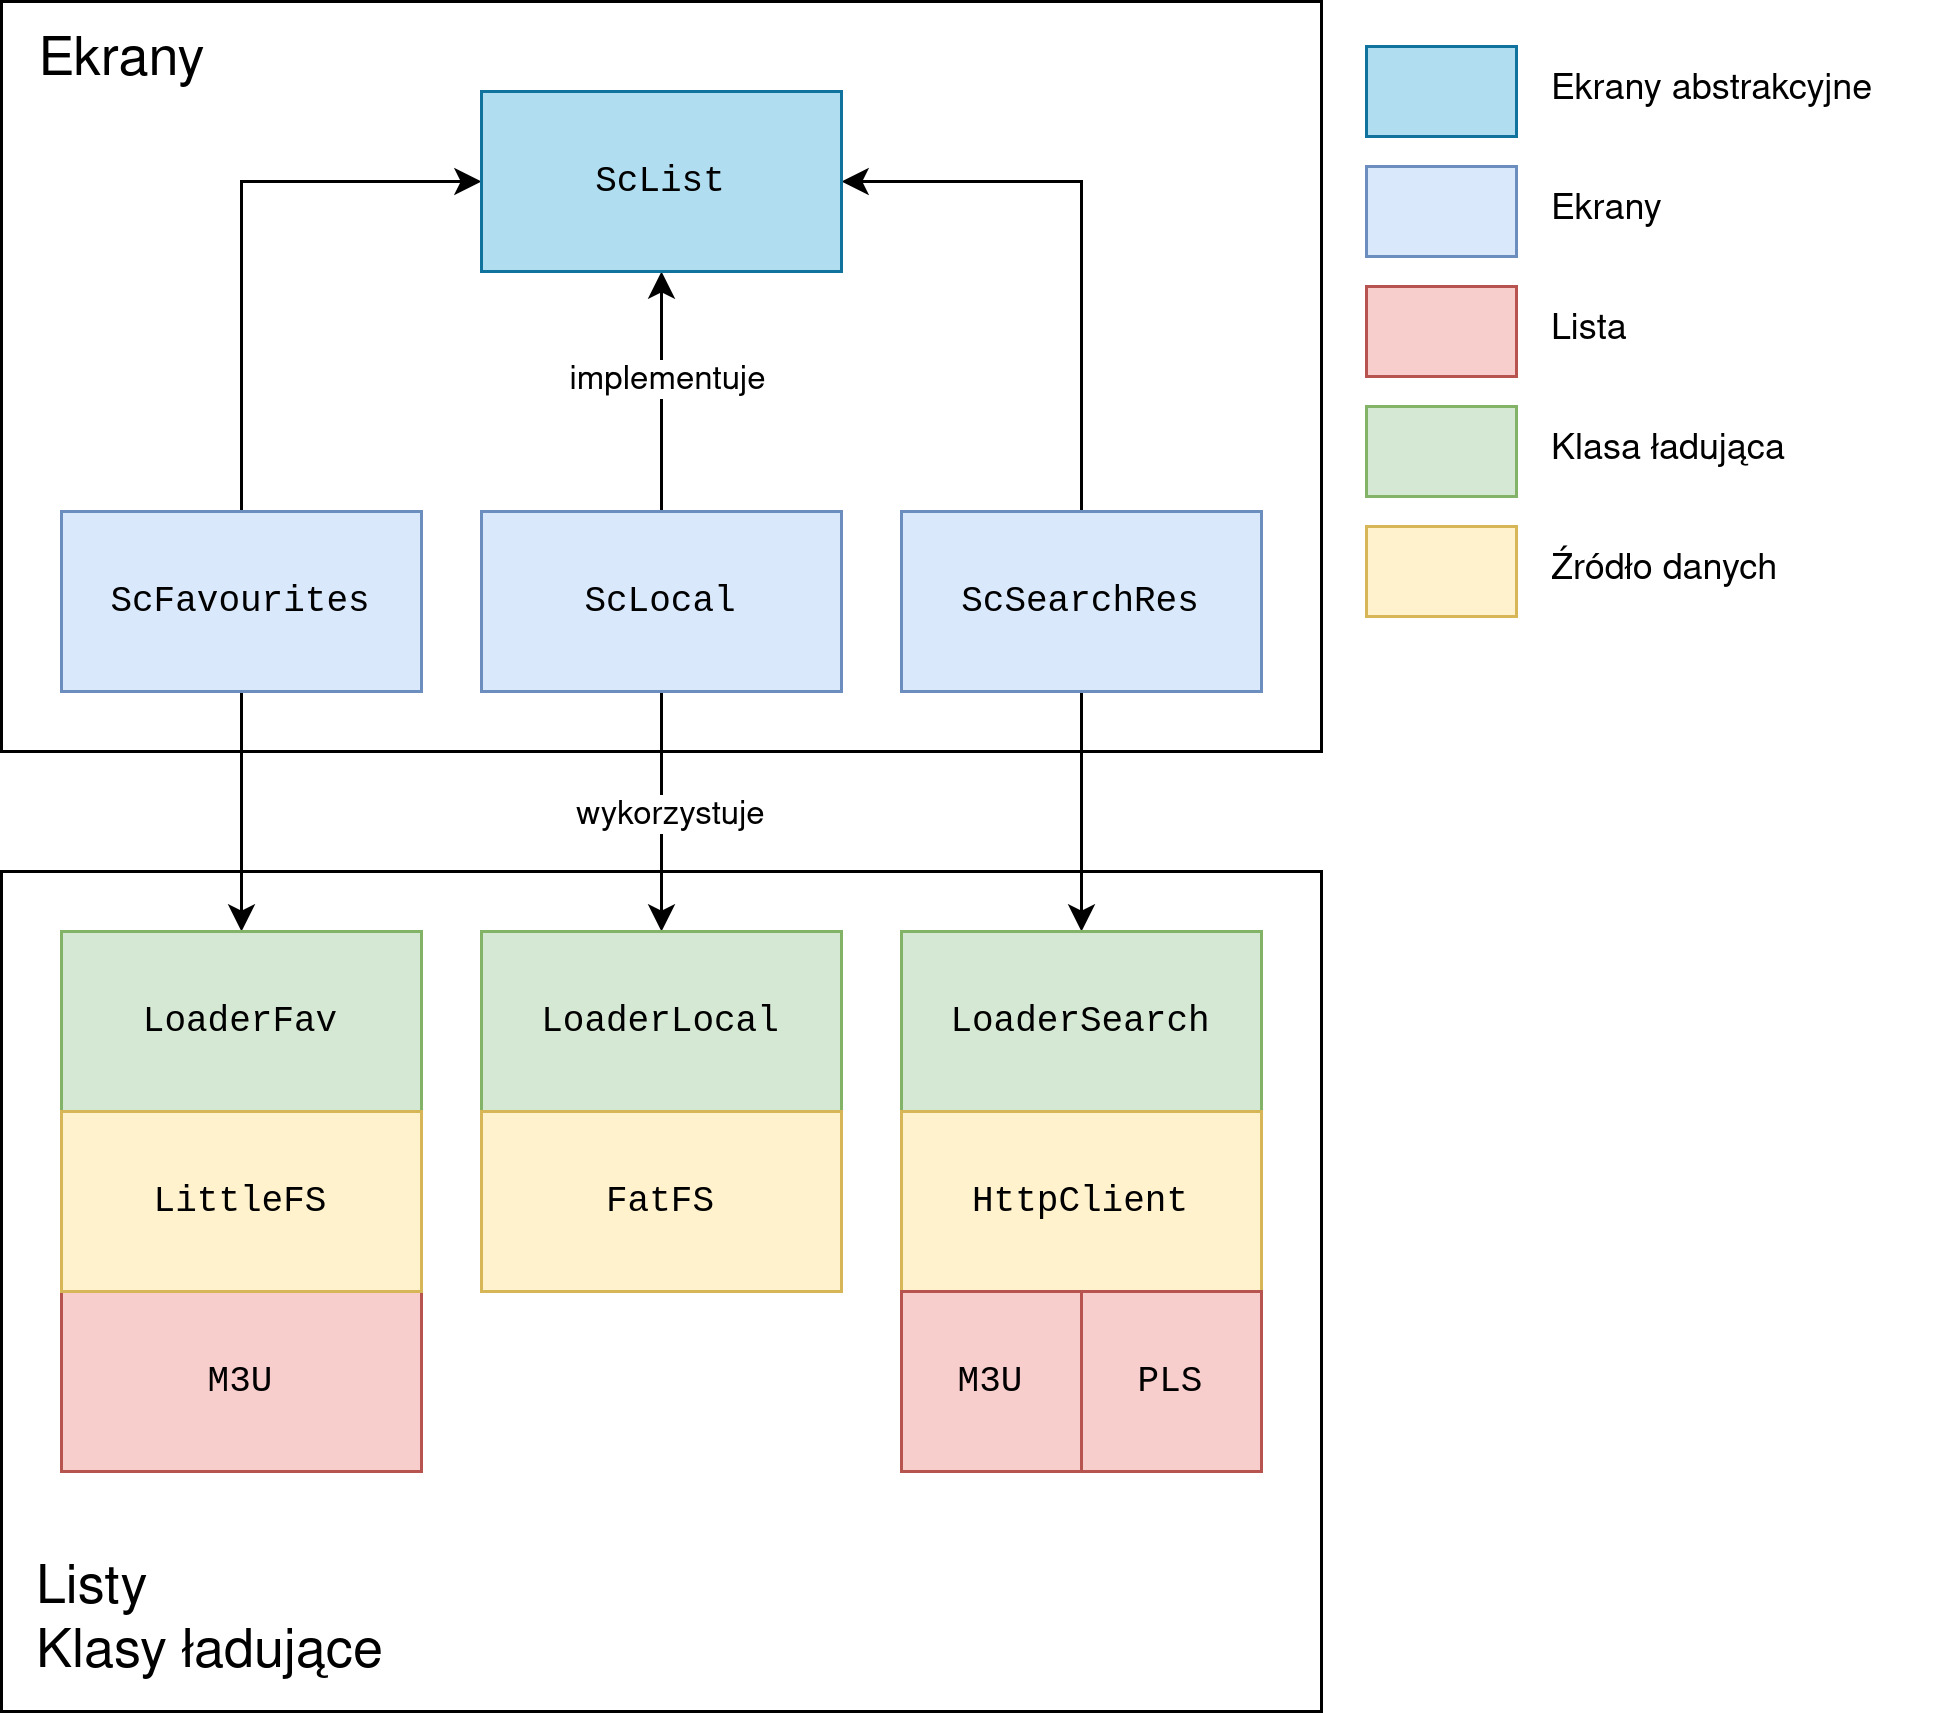 Ekrany
ScList
implementuje
ScFavourites
ScLocal
ScSearchRes
wykorzystuje
LoaderFav
LoaderLocal
LoaderSearch
LittleFS
FatFS
HttpClient
M3U
M3U
PLS
Listy
Klasy ładujące
Ekrany abstrakcyjne
Ekrany
Lista
Klasa ładująca
Źródło danych